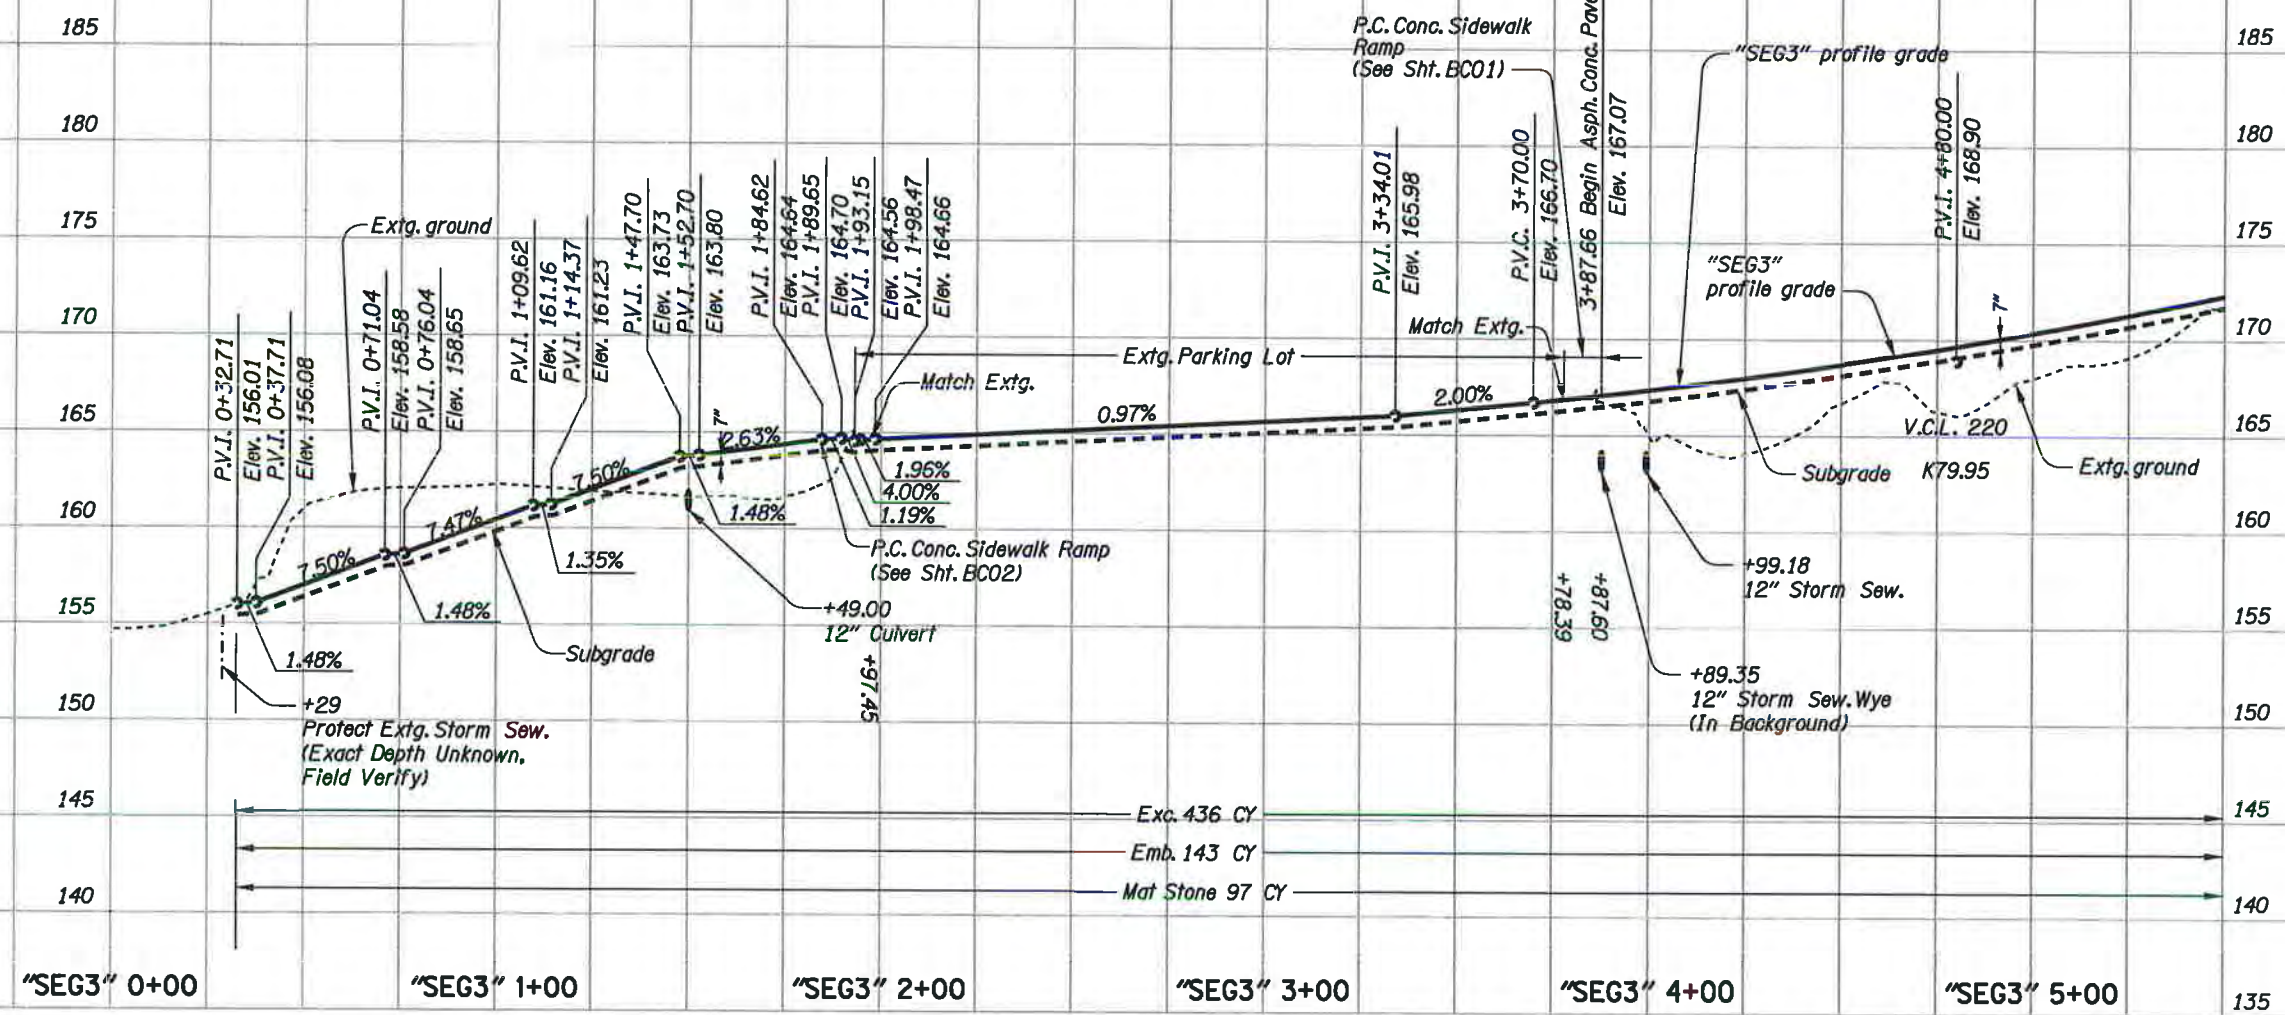 185
180
175
170
165
160
155
150
145
140
185
180
175
170
165
160
155
150
145
140
135
P.V.I. 0+32.71
Elev. 156.01
P.V.I. 0+37.71
Elev. 156.08
Extg. ground
P.V.I. 0+71.04
Elev. 158.58
P.V.I. 0+76.04
Elev. 158.65
P.V.I. 1+09.62
Elev. 161.16
P.V.I. 1+14.37
Elev. 161.23
P.V.I. 1+47.70
Elev. 163.73
P.V.I. 1+52.70
Elev. 163.80
P.V.I. 1+84.62
Elev. 164.64
P.V.I. 1+89.65
Elev. 164.70
P.V.I. 1+93.15
Elev. 164.56
P.V.I. 1+98.47
Elev. 164.66
P.V.I. 3+34.01
Elev. 165.98
P.V.C. 3+70.00
Elev. 166.70
3+87.66 Begin Asph. Conc. Pave
Elev. 167.07
P.V.I. 4+80.00
Elev. 168.90
P.C. Conc. Sidewalk
Ramp
(See Sht. BC01)
"SEG3" profile grade
"SEG3"
profile grade
Match Extg.
Extg. Parking Lot
Match Extg.
7"
7"
7.50%
7.47%
7.50%
2.63%
0.97%
2.00%
1.48%
1.48%
1.35%
1.48%
1.96%
4.00%
1.19%
P.C. Conc. Sidewalk Ramp
(See Sht. BC02)
+49.00
12" Culvert
+97.45
Subgrade
+29
Protect Extg. Storm Sew.
(Exact Depth Unknown,
Field Verify)
V.C.L. 220
K79.95
Subgrade
Extg. ground
+78.39
+87.60
+99.18
12" Storm Sew.
+89.35
12" Storm Sew. Wye
(In Background)
Exc. 436 CY
Emb. 143 CY
Mat Stone 97 CY
"SEG3" 0+00
"SEG3" 1+00
"SEG3" 2+00
"SEG3" 3+00
"SEG3" 4+00
"SEG3" 5+00